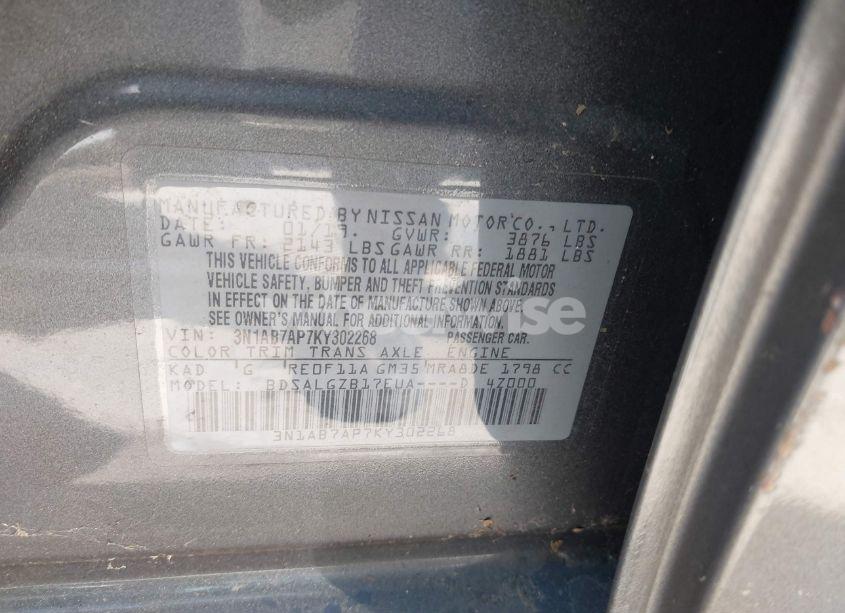 MANUFACTURED BY NISSAN MOTOR CO., LTD.
DATE: 01/19. GVWR: 3876 LBS
GAWR FR: 2143 LBS GAWR RR: 1881 LBS
THIS VEHICLE CONFORMS TO ALL APPLICABLE FEDERAL MOTOR
VEHICLE SAFETY, BUMPER AND THEFT PREVENTION STANDARDS
IN EFFECT ON THE DATE OF MANUFACTURE SHOWN ABOVE.
SEE OWNER'S MANUAL FOR ADDITIONAL INFORMATION.
VIN: 3N1AB7AP7KY302268 PASSENGER CAR.
COLOR TRIM TRANS AXLE ENGINE
KAD 'G RE0F11A GM35 MRA8DE 1798 CC
MODEL: BDSALGZB17EUA----D 4Z000
3N1AB7AP7KY302268